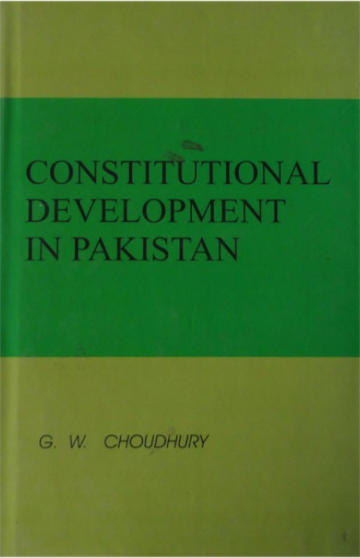 CONSTITUTIONAL
DEVELOPMENT
IN PAKISTAN
G. W. CHOUDHURY